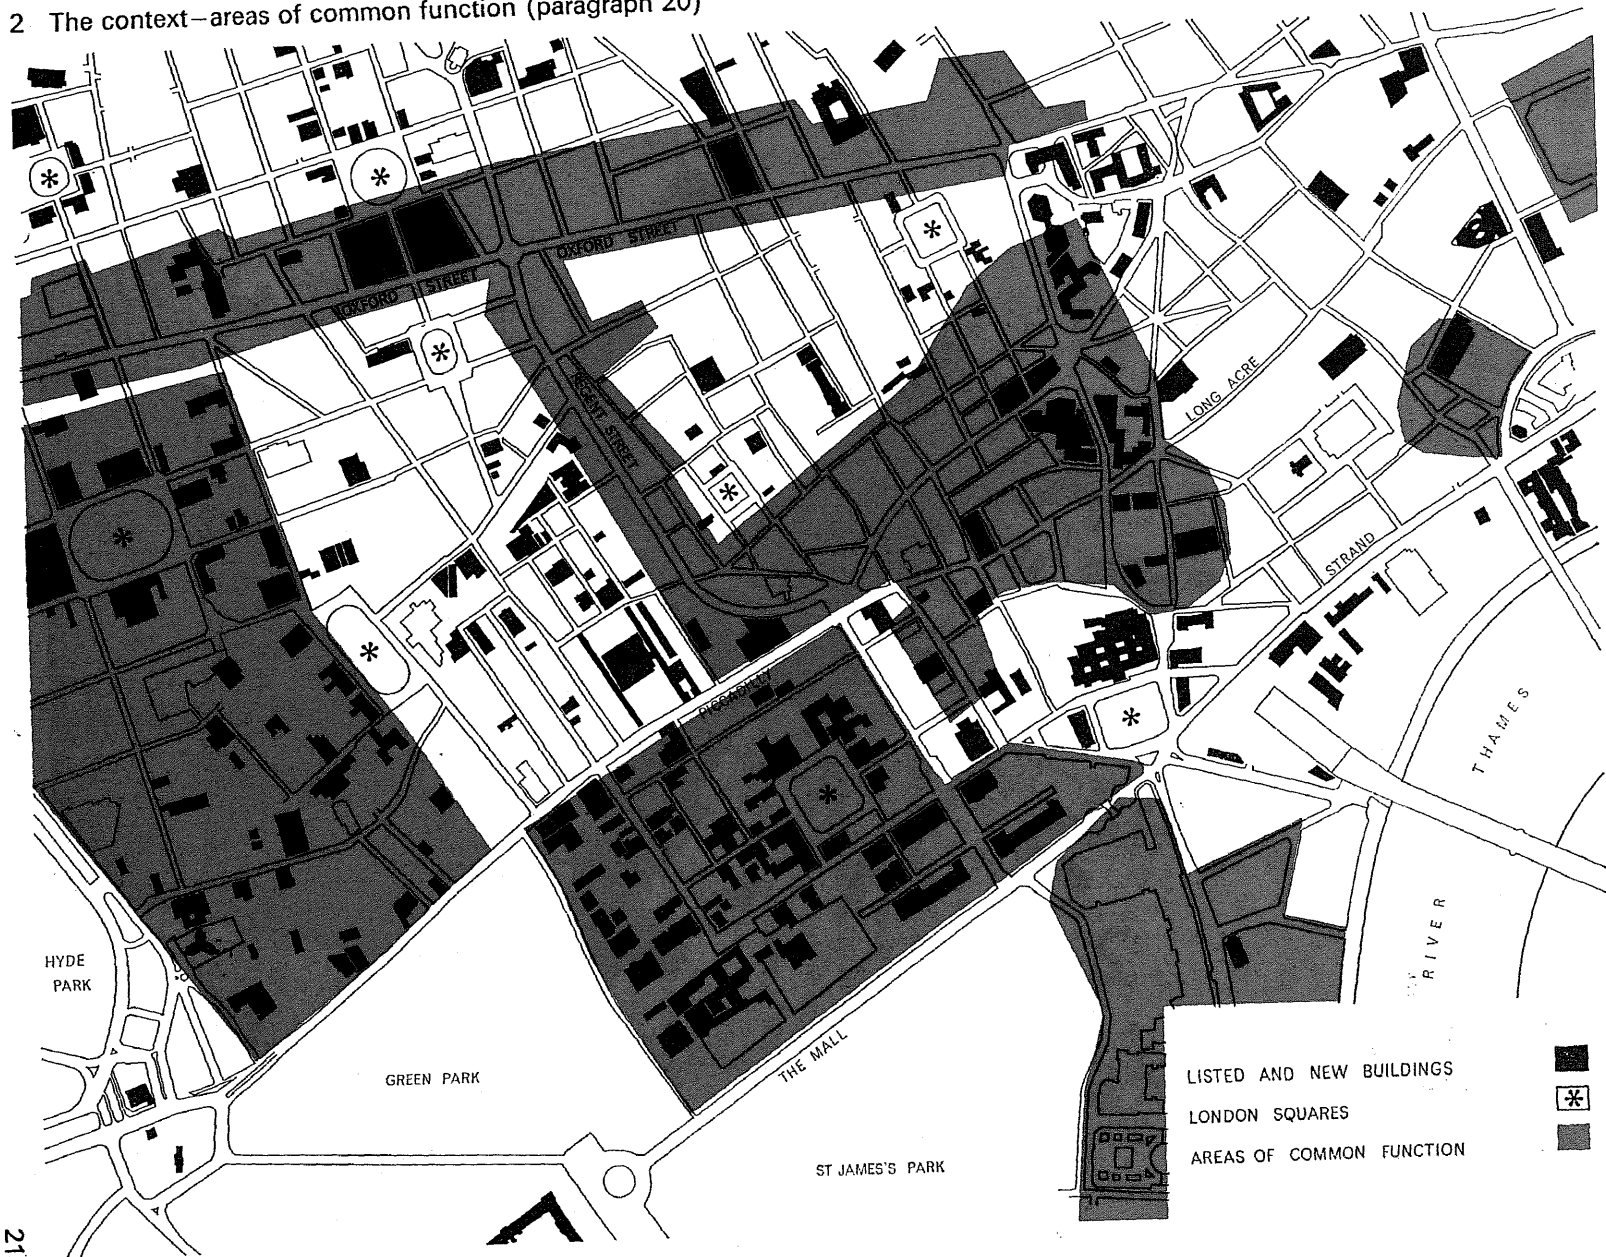 2 The context—areas of common function (paragraph 20)
OXFORD STREET
OXFORD STREET
REGENT STREET
LONG ACRE
STRAND
PICCADILLY
THAMES
RIVER
HYDE
PARK
GREEN PARK
THE MALL
ST JAMES'S PARK
LISTED AND NEW BUILDINGS
* LONDON SQUARES
AREAS OF COMMON FUNCTION
21